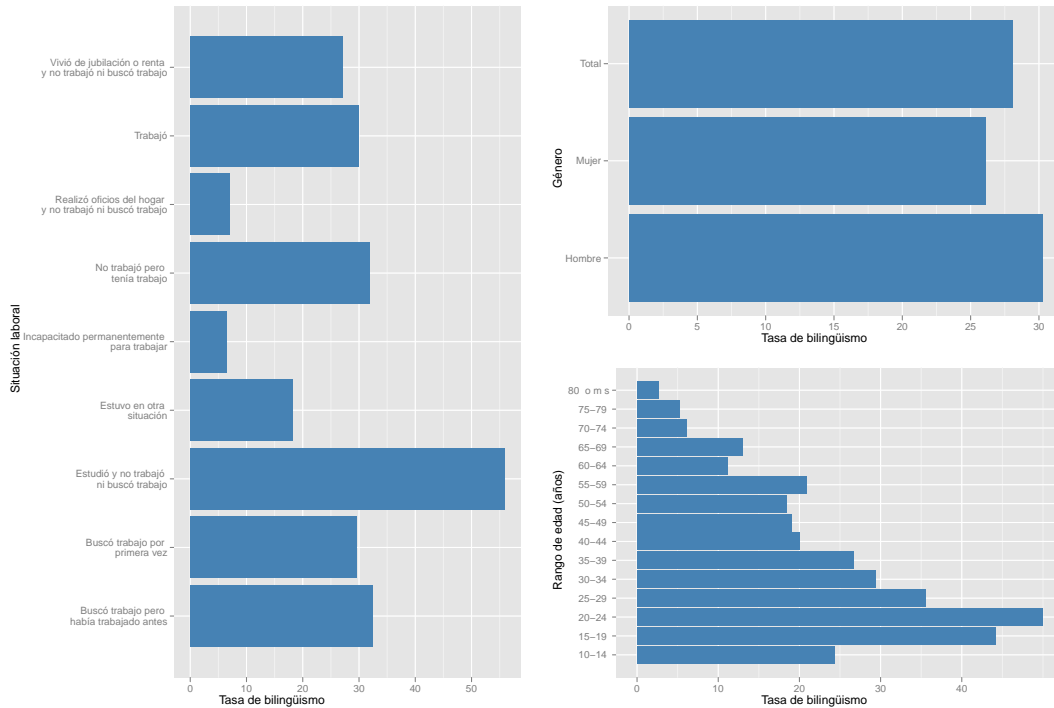 Situación laboral
Vivió de jubilación o renta
y no trabajó ni buscó trabajo
Trabajó
Realizó oficios del hogar
y no trabajó ni buscó trabajo
No trabajó pero
tenía trabajo
Incapacitado permanentemente
para trabajar
Estuvo en otra
situación
Estudió y no trabajó
ni buscó trabajo
Buscó trabajo por
primera vez
Buscó trabajo pero
había trabajado antes
0 10 20 30 40 50
Tasa de bilingüismo
Género
Total
Mujer
Hombre
0 5 10 15 20 25 30
Tasa de bilingüismo
Rango de edad (años)
80 o m s
75–79
70–74
65–69
60–64
55–59
50–54
45–49
40–44
35–39
30–34
25–29
20–24
15–19
10–14
0 10 20 30 40
Tasa de bilingüismo